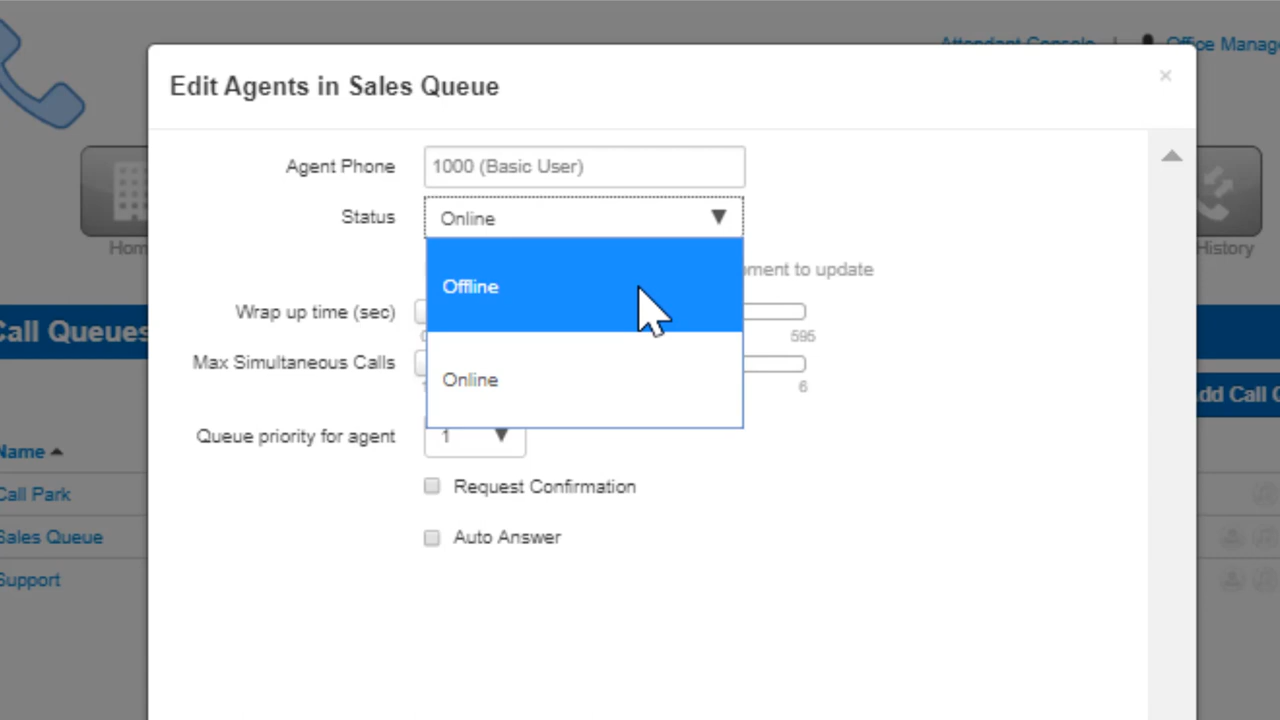 Attendant Console | Office Manag
Edit Agents in Sales Queue
×
Agent Phone 1000 (Basic User)
Status Online
Hom
History
Offline
ment to update
Wrap up time (sec)
595
Call Queues
Online
Max Simultaneous Calls
6
dd Call
Queue priority for agent 1
Name
Request Confirmation
Call Park
Auto Answer
Sales Queue
Support